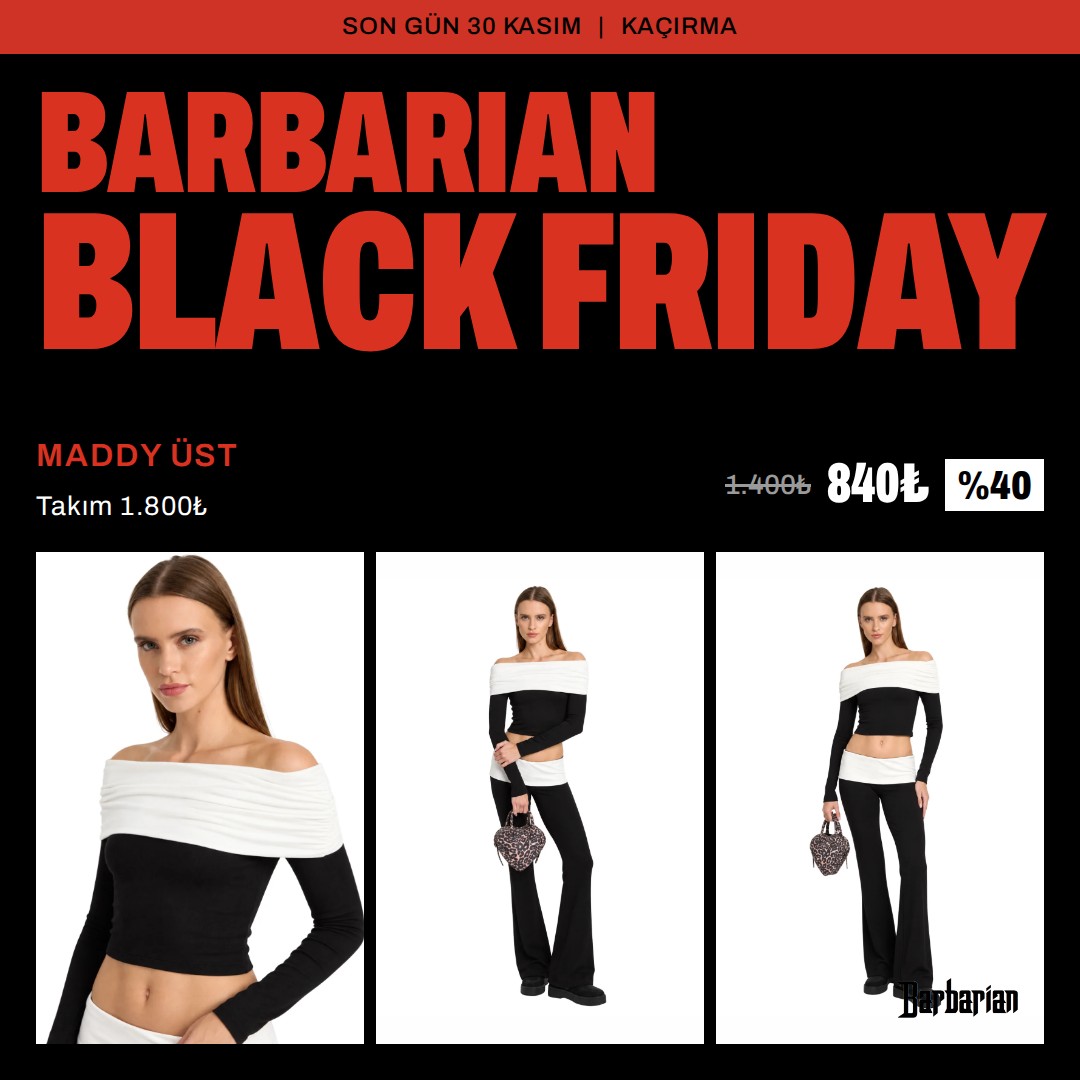 SON GÜN 30 KASIM | KAÇIRMA
BARBARIAN
BLACK FRIDAY
MADDY ÜST
Takım 1.800₺
1.400₺ 840₺ %40
Barbarian